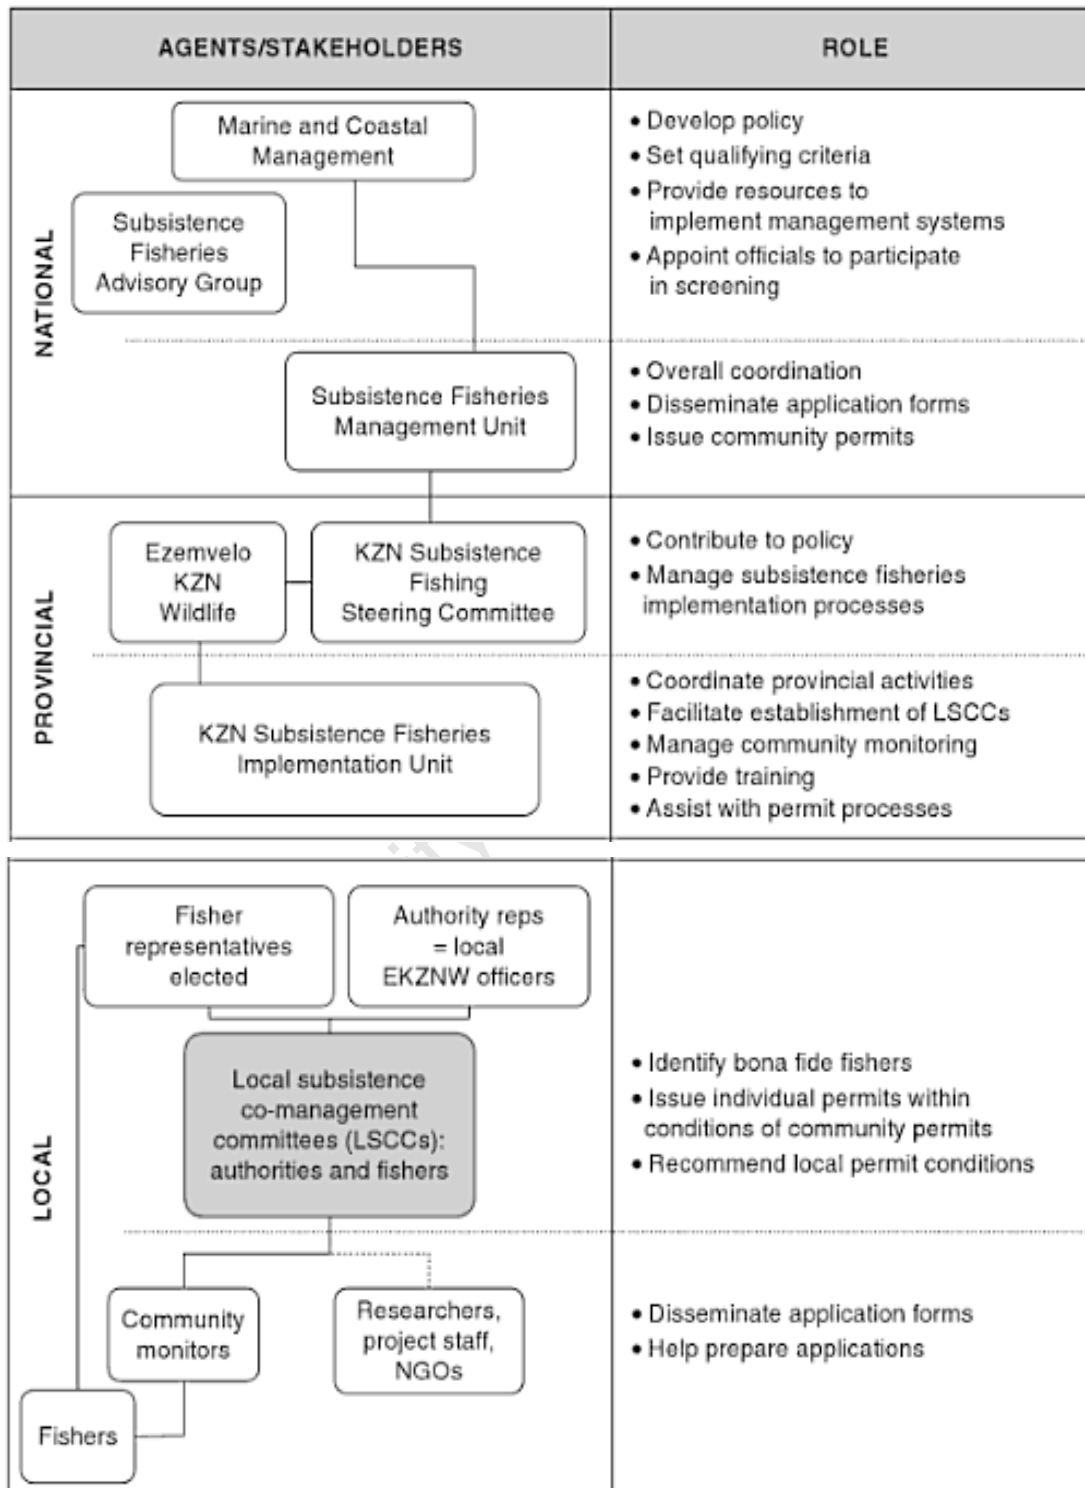 AGENTS/STAKEHOLDERS
ROLE
NATIONAL
Marine and Coastal
Management
Subsistence
Fisheries
Advisory Group
• Develop policy
• Set qualifying criteria
• Provide resources to
implement management systems
• Appoint officials to participate
in screening
Subsistence Fisheries
Management Unit
• Overall coordination
• Disseminate application forms
• Issue community permits
PROVINCIAL
Ezemvelo
KZN
Wildlife
KZN Subsistence
Fishing
Steering Committee
• Contribute to policy
• Manage subsistence fisheries
implementation processes
KZN Subsistence Fisheries
Implementation Unit
• Coordinate provincial activities
• Facilitate establishment of LSCCs
• Manage community monitoring
• Provide training
• Assist with permit processes
LOCAL
Fisher
representatives
elected
Authority reps
= local
EKZNW officers
Local subsistence
co-management
committees (LSCCs):
authorities and fishers
• Identify bona fide fishers
• Issue individual permits within
conditions of community permits
• Recommend local permit conditions
Community
monitors
Researchers,
project staff,
NGOs
Fishers
• Disseminate application forms
• Help prepare applications